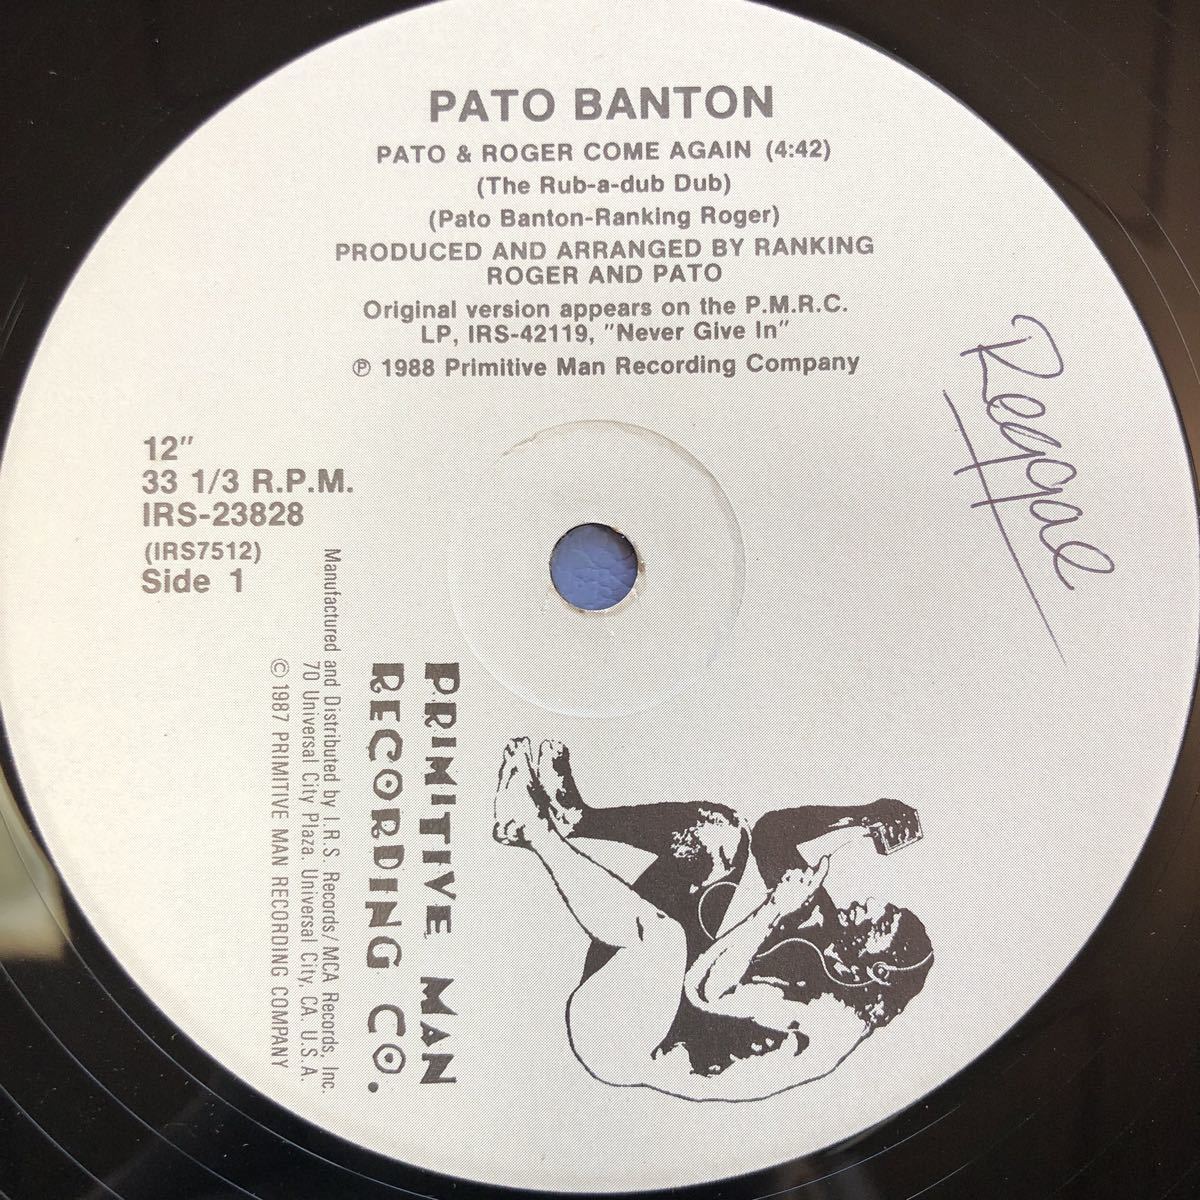 PATO BANTON
PATO & ROGER COME AGAIN (4:42)
(The Rub-a-dub Dub)
(Pato Banton-Ranking Roger)
PRODUCED AND ARRANGED BY RANKING
ROGER AND PATO
Original version appears on the P.M.R.C.
LP, IRS-42119, "Never Give In"
℗ 1988 Primitive Man Recording Company
Reggae
12"
33 1/3 R.P.M.
IRS-23828
(IRS7512)
Side 1
PRIMITIVE MAN
RECORDING CO.
Manufactured and Distributed by I.R.S. Records/MCA Records, Inc.
70 Universal City Plaza, Universal City, CA. U.S.A.
© 1987 PRIMITIVE MAN RECORDING COMPANY